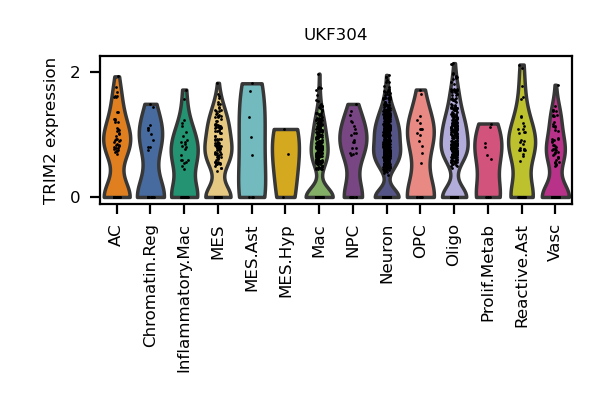 UKF304
TRIM2 expression
2
0
AC
Chromatin.Reg
Inflammatory.Mac
MES
MES.Ast
MES.Hyp
Mac
NPC
Neuron
OPC
Oligo
Prolif.Metab
Reactive.Ast
Vasc